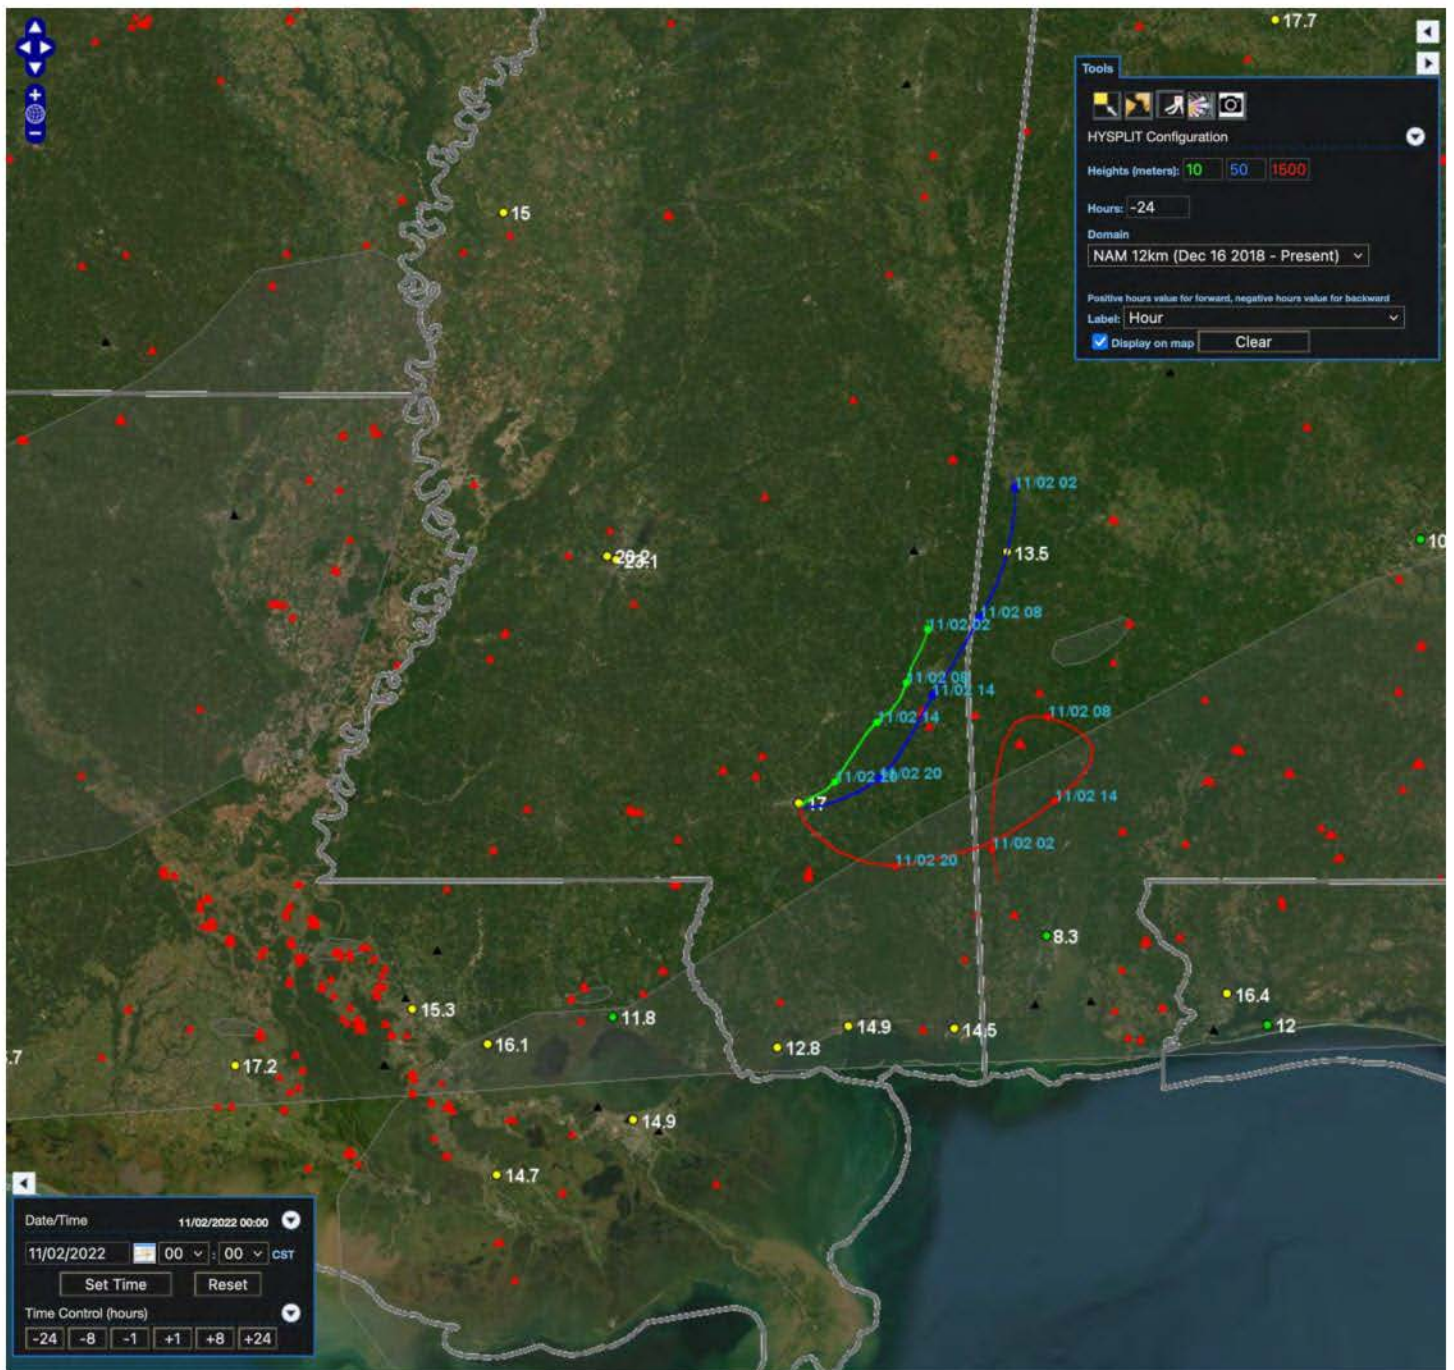 17.7
Tools
HYSPLIT Configuration
Heights (meters): 10 50 1500
Hours: -24
Domain
NAM 12km (Dec 16 2018 - Present)
Positive hours value for forward, negative hours value for backward
Label: Hour
Display on map Clear
15
11/02 02
10
23.1
13.5
11/02 08
11/02 02
11/02 08
11/02 14
11/02 08
11/02 14
11/02 20
11/02 20
17
11/02 14
11/02 02
11/02 20
8.3
16.4
15.3
11.8
12
14.9
14.5
16.1
12.8
.7
17.2
14.9
14.7
Date/Time 11/02/2022 00:00
11/02/2022 00 : 00 CST
Set Time Reset
Time Control (hours)
-24 -8 -1 +1 +8 +24